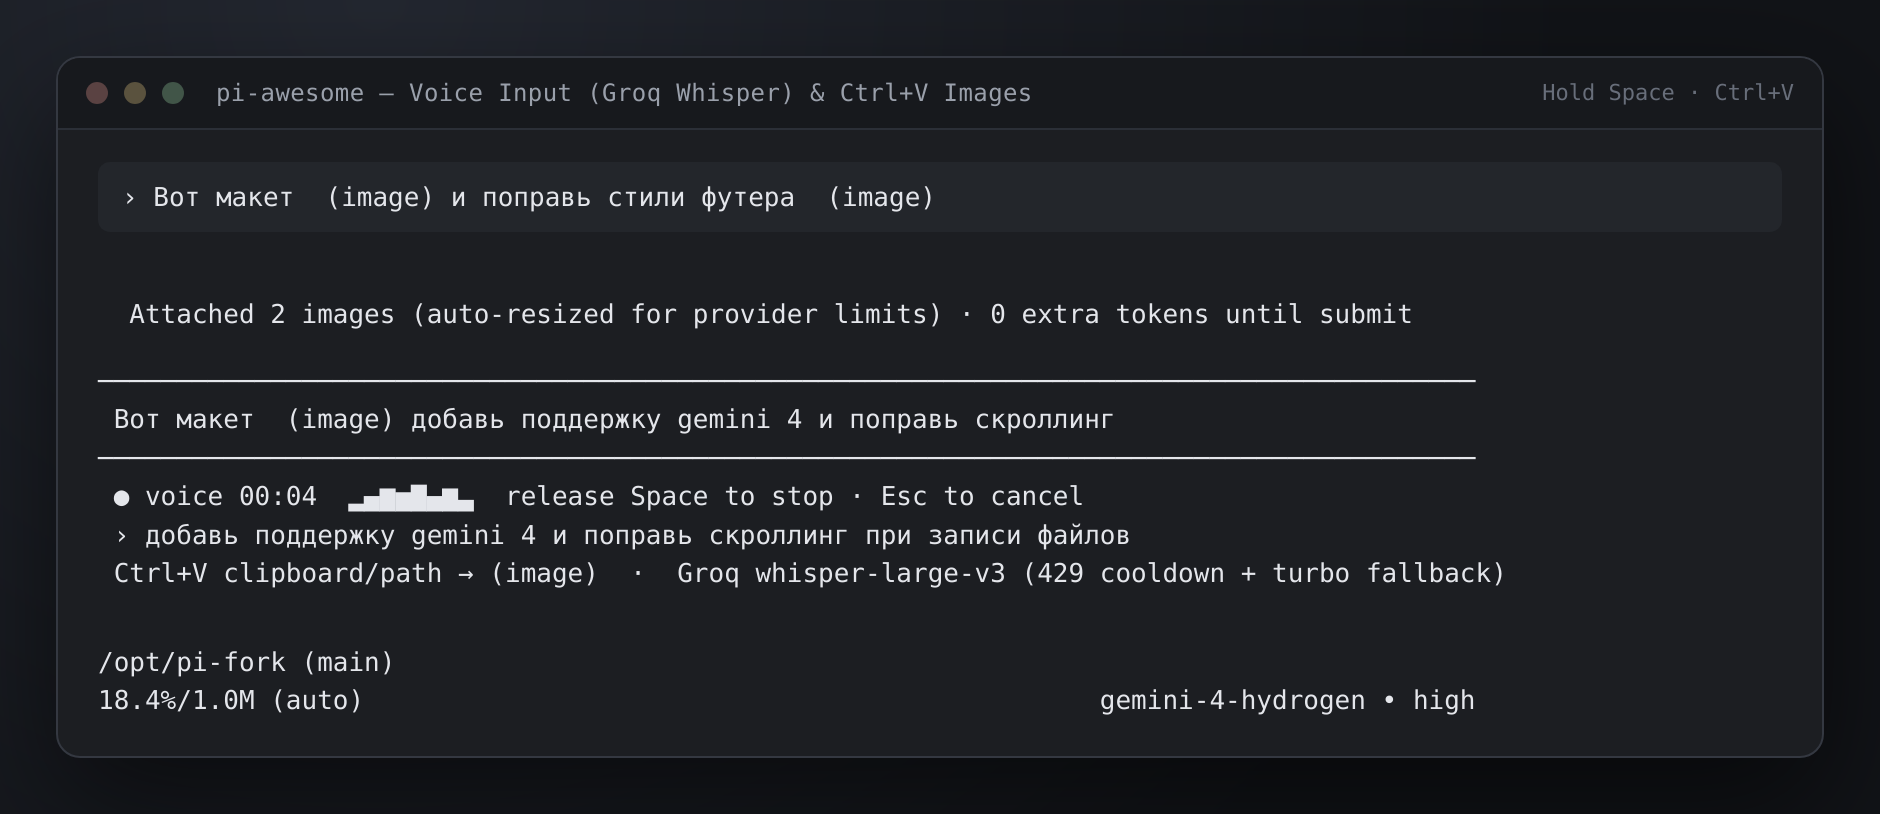 pi-awesome — Voice Input (Groq Whisper) & Ctrl+V Images
Hold Space · Ctrl+V
› Вот макет  (image) и поправь стили футера  (image)
Attached 2 images (auto-resized for provider limits) · 0 extra tokens until submit
Вот макет  (image) добавь поддержку gemini 4 и поправь скроллинг
● voice 00:04  ▂▃▅▄▆▃▅▂  release Space to stop · Esc to cancel
› добавь поддержку gemini 4 и поправь скроллинг при записи файлов
Ctrl+V clipboard/path → (image)  ·  Groq whisper-large-v3 (429 cooldown + turbo fallback)
/opt/pi-fork (main)
18.4%/1.0M (auto)
gemini-4-hydrogen • high